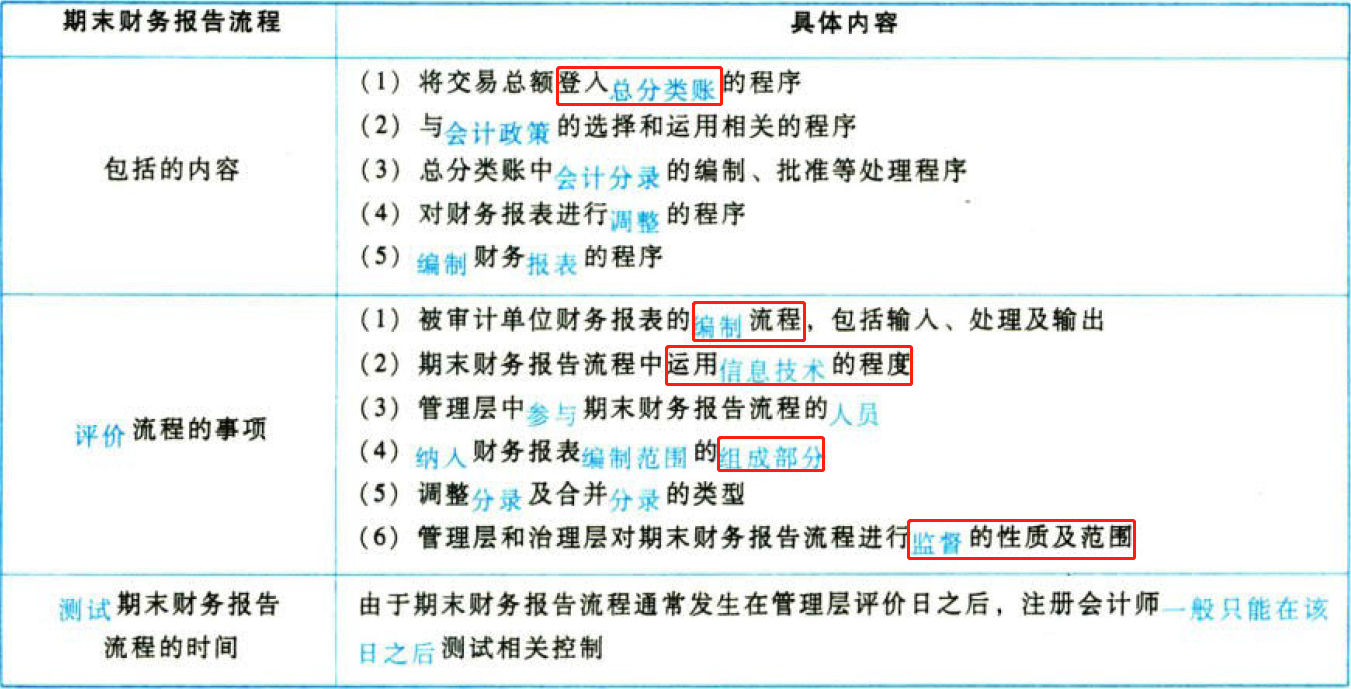 期末财务报告流程
具体内容
包括的内容
(1) 将交易总额登入总分类账的程序
(2) 与会计政策的选择和运用相关的程序
(3) 总分类账中会计分录的编制、批准等处理程序
(4) 对财务报表进行调整的程序
(5) 编制财务报表的程序
评价流程的事项
(1) 被审计单位财务报表的编制流程，包括输入、处理及输出
(2) 期末财务报告流程中运用信息技术的程度
(3) 管理层中参与期末财务报告流程的人员
(4) 纳入财务报表编制范围的组成部分
(5) 调整分录及合并分录的类型
(6) 管理层和治理层对期末财务报告流程进行监督的性质及范围
测试期末财务报告
流程的时间
由于期末财务报告流程通常发生在管理层评价日之后，注册会计师一般只能在该
日之后测试相关控制